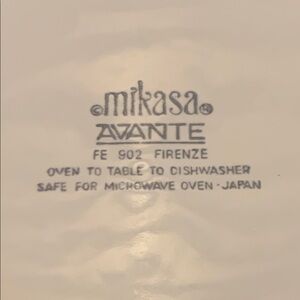 ©mikasa®
AVANTE
FE 902 FIRENZE
OVEN TO TABLE TO DISHWASHER
SAFE FOR MICROWAVE OVEN - JAPAN